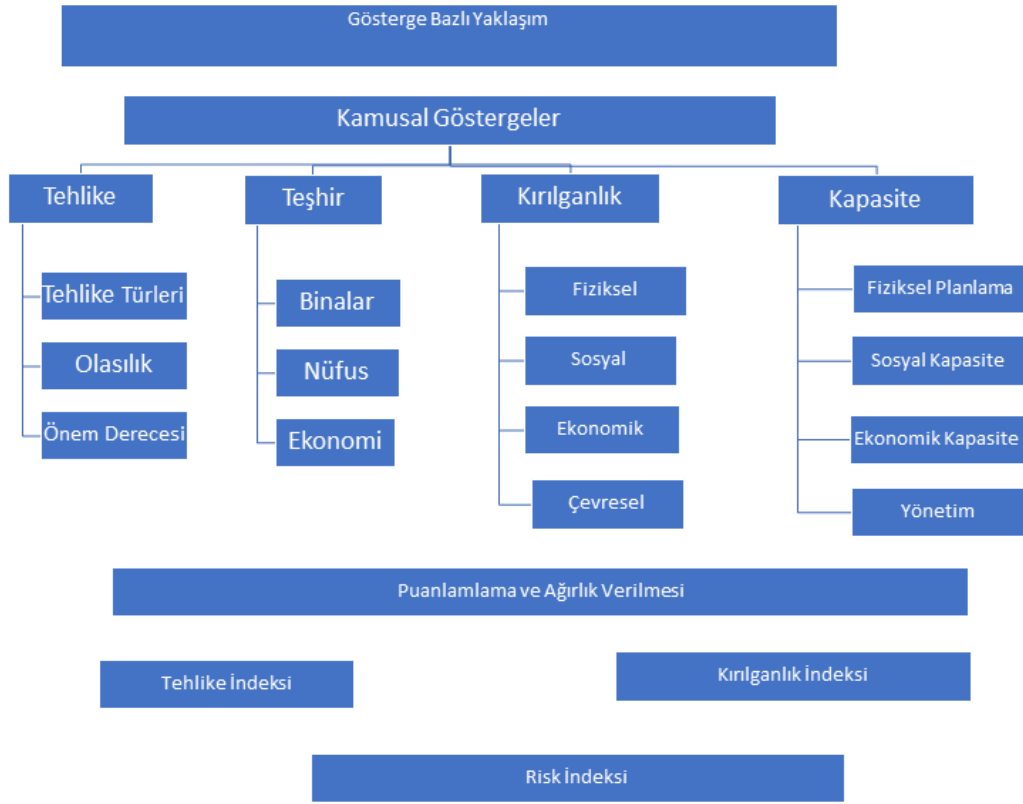 Gösterge Bazlı Yaklaşım
Kamusal Göstergeler
Tehlike
Teşhir
Kırılganlık
Kapasite
Tehlike Türleri
Olasılık
Önem Derecesi
Binalar
Nüfus
Ekonomi
Fiziksel
Sosyal
Ekonomik
Çevresel
Fiziksel Planlama
Sosyal Kapasite
Ekonomik Kapasite
Yönetim
Puanlamlama ve Ağırlık Verilmesi
Tehlike İndeksi
Kırılganlık İndeksi
Risk İndeksi